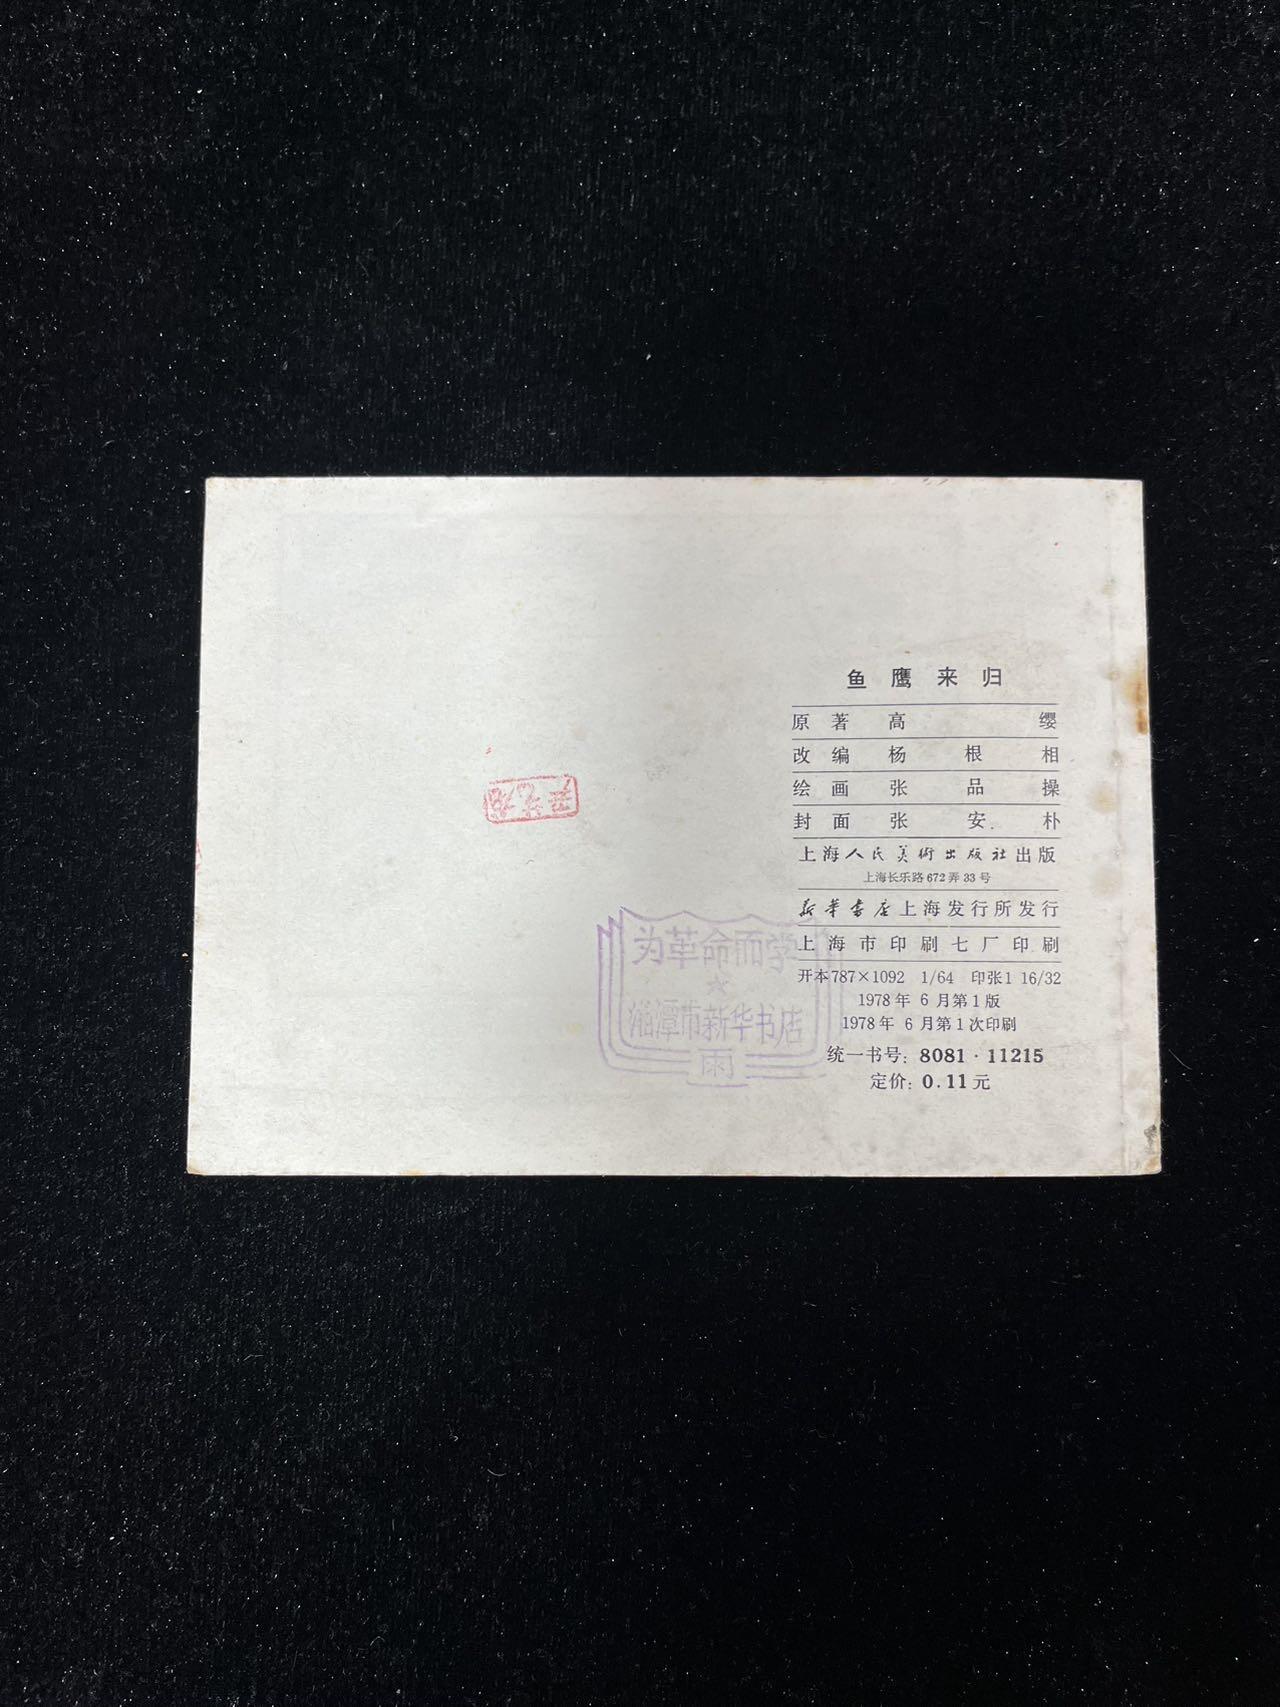 鱼鹰来归
原著 高缨
改编 杨根相
绘画 张品操
封面 张安朴
上海人民美術出版社出版
上海长乐路672弄33号
新华书店上海发行所发行
上海市印刷七厂印刷
开本787×1092 1/64 印张1 16/32
1978年6月第1版
1978年6月第1次印刷
统一书号：8081·11215
定价：0.11元
为革命而学
湘潭市新华书店
雨